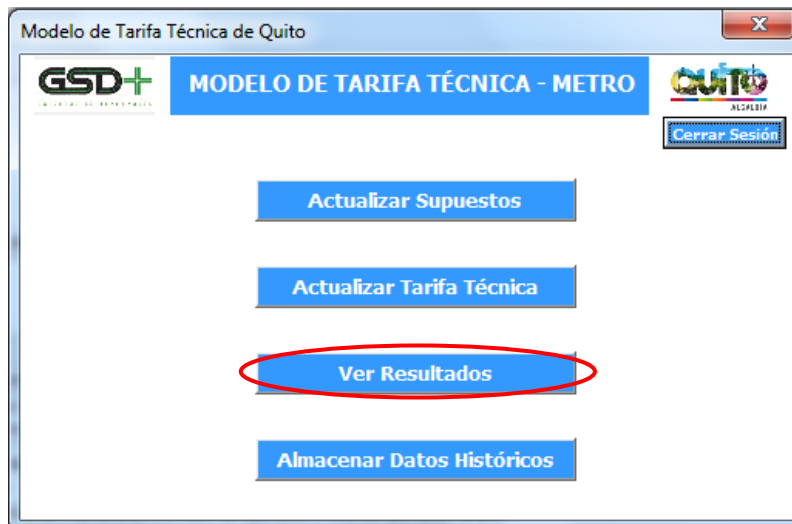 Modelo de Tarifa Técnica de Quito
GSD+
MODELO DE TARIFA TÉCNICA - METRO
QUITO
ALCALDÍA
Cerrar Sesión
Actualizar Supuestos
Actualizar Tarifa Técnica
Ver Resultados
Almacenar Datos Históricos